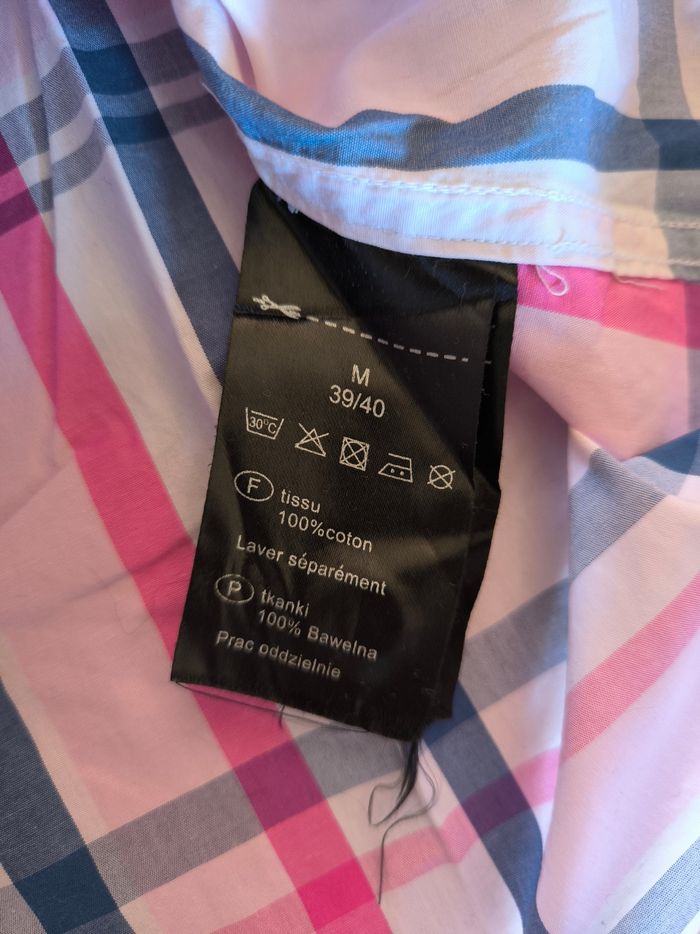 M
39/40
30°C
F tissu
100%coton
Laver séparément
P tkanki
100% Bawelna
Prac oddzielnie